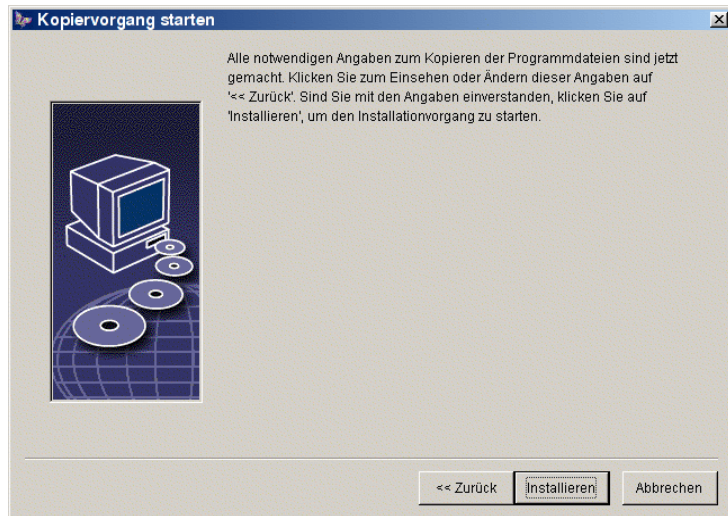 Kopiervorgang starten
Alle notwendigen Angaben zum Kopieren der Programmdateien sind jetzt
gemacht. Klicken Sie zum Einsehen oder Ändern dieser Angaben auf
'<< Zurück'. Sind Sie mit den Angaben einverstanden, klicken Sie auf
'Installieren', um den Installationvorgang zu starten.
<< Zurück Installieren Abbrechen